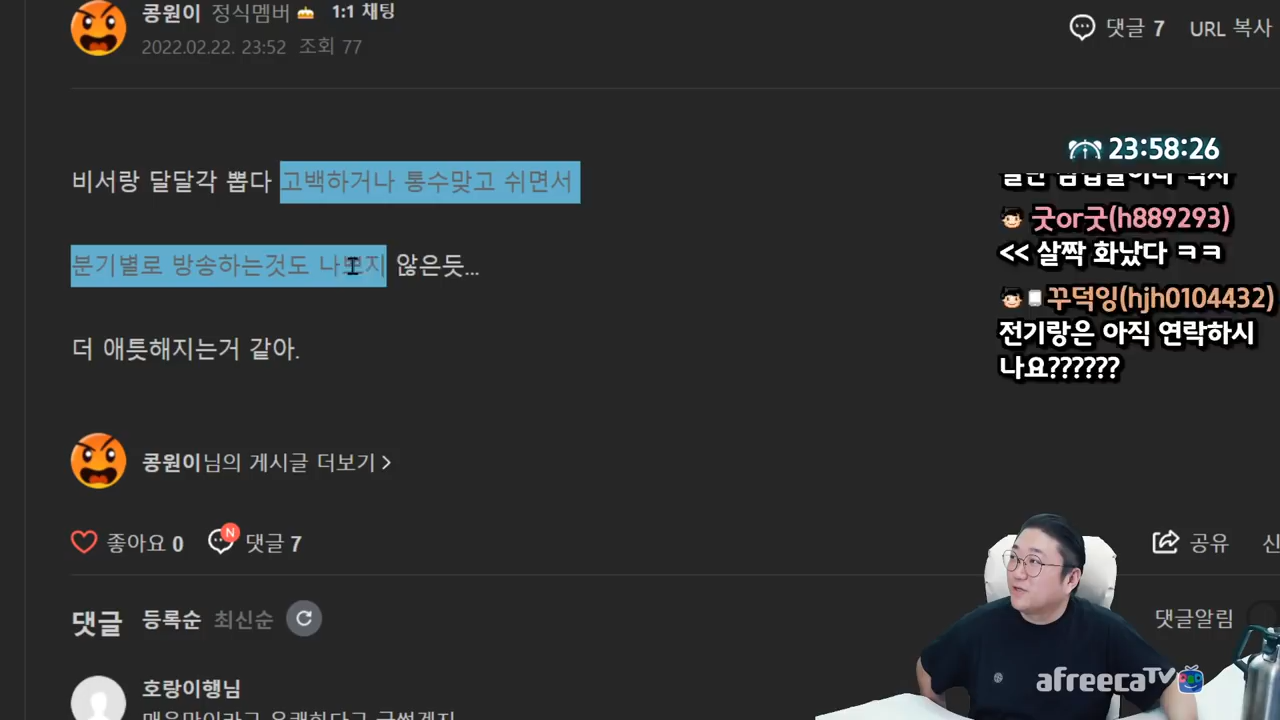 콩원이 정식멤버 1:1 채팅
2022.02.22. 23:52 조회 77
댓글 7 URL 복사
비서랑 달달각 뽑다 고백하거나 통수맞고 쉬면서
분기별로 방송하는것도 나쁘지 않은듯...
더 애틋해지는거 같아.
23:58:26
굿or굿(h889293)
<< 살짝 화났다 ㅋㅋ
꾸덕잉(hjh0104432)
전기랑은 아직 연락하시
나요??????
콩원이님의 게시글 더보기
좋아요 0 N 댓글 7
공유
댓글 등록순 최신순
댓글알림
호랑이행님
afreecaTV